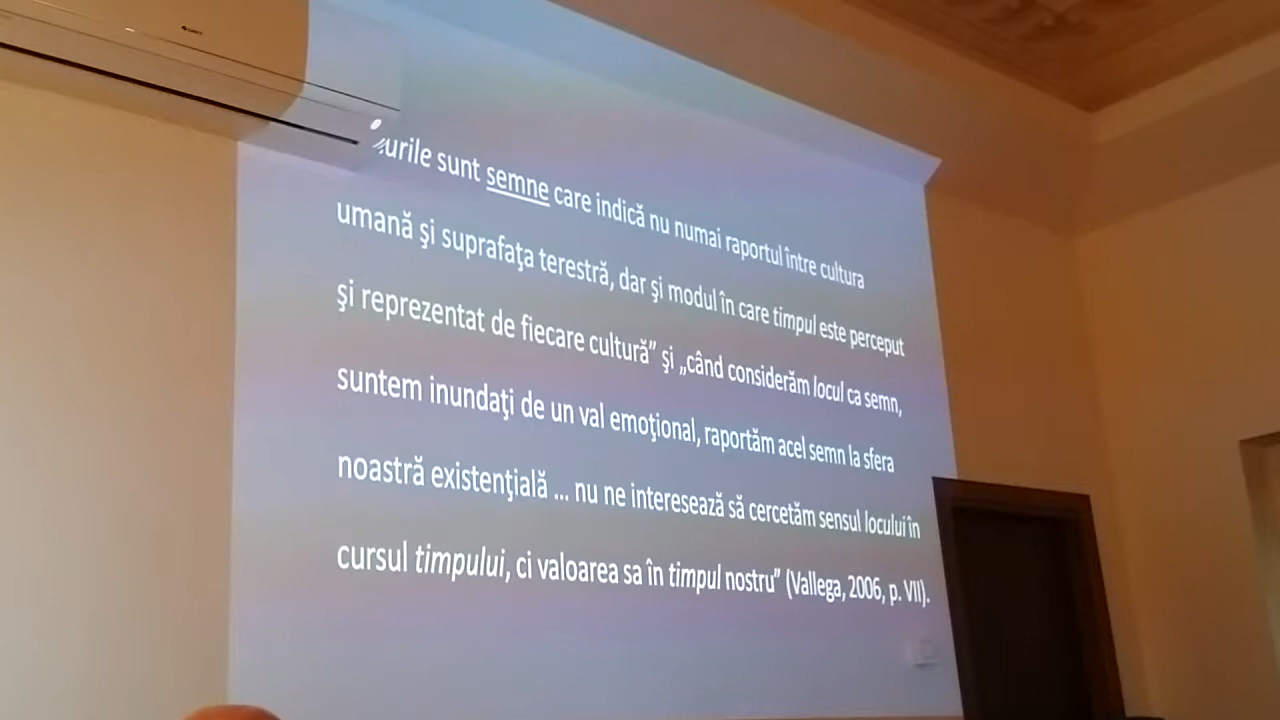 urile sunt semne care indică nu numai raportul între cultura
umană şi suprafaţa terestră, dar şi modul în care timpul este perceput
şi reprezentat de fiecare cultură” şi „când considerăm locul ca semn,
suntem inundaţi de un val emoţional, raportăm acel semn la sfera
noastră existenţială ... nu ne interesează să cercetăm sensul locului în
cursul timpului, ci valoarea sa în timpul nostru” (Vallega, 2006, p. VII).